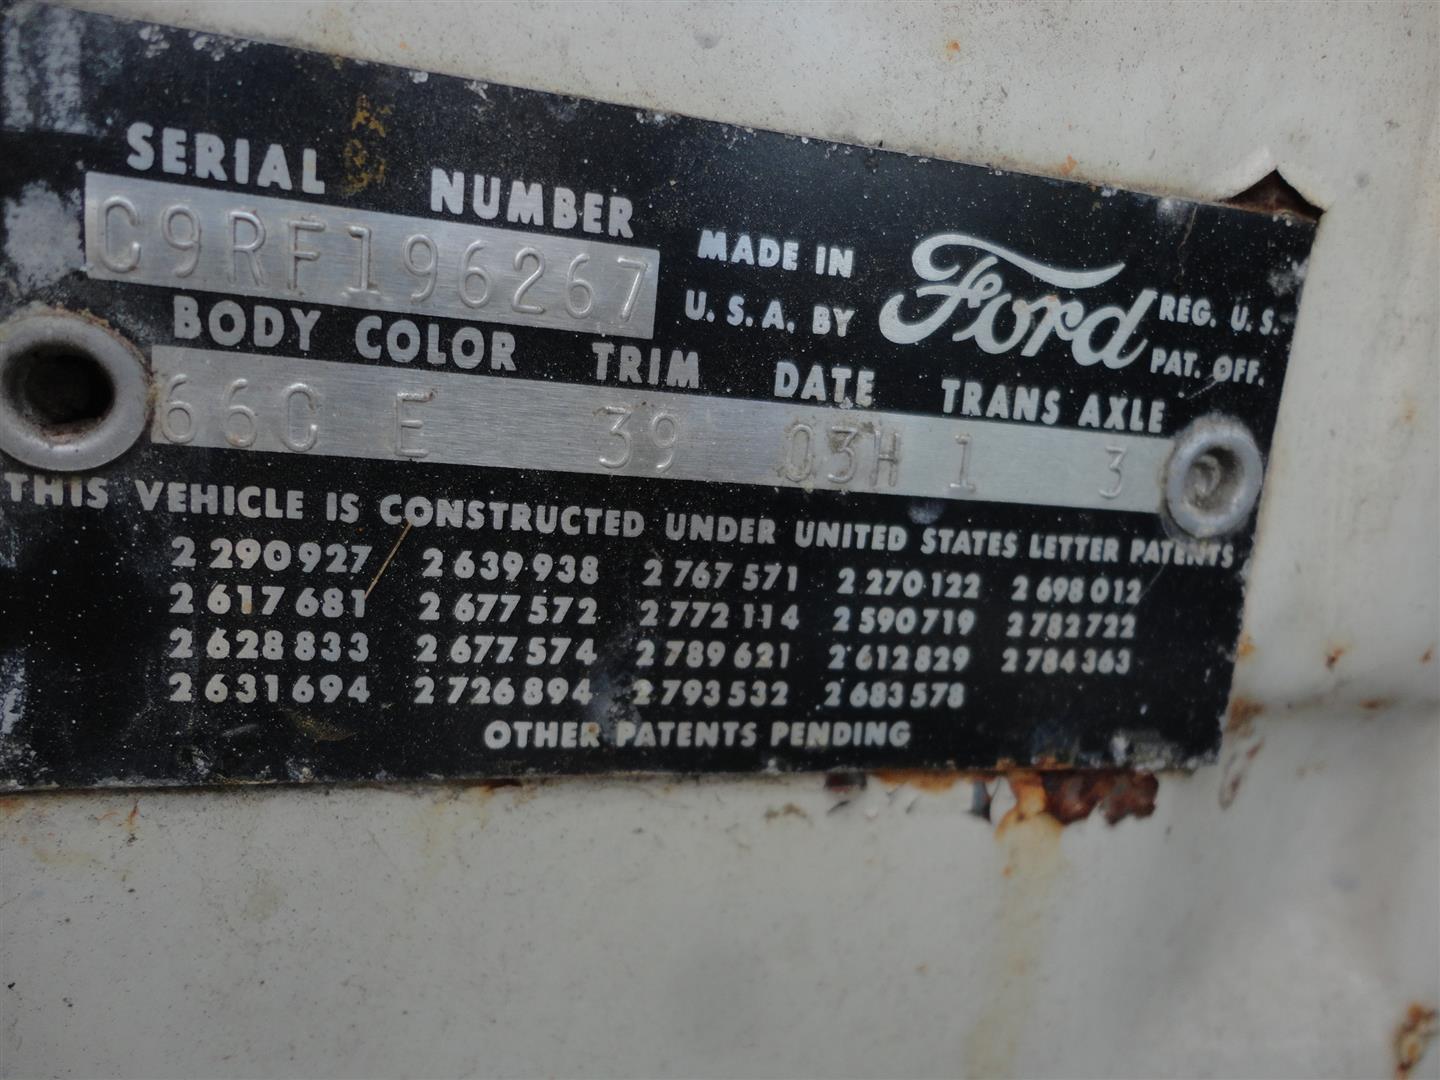 SERIAL NUMBER
C9RF196267
MADE IN
U. S. A. BY
Ford
REG. U. S.
PAT. OFF.
BODY COLOR TRIM DATE TRANS AXLE
66C E 39 03H 1 3
THIS VEHICLE IS CONSTRUCTED UNDER UNITED STATES LETTER PATENTS
2 290 927 2 639 938 2 767 571 2 270 122 2 698 012
2 617 681 2 677 572 2 772 114 2 590 719 2 782 722
2 628 833 2 677 574 2 789 621 2 612 829 2 784 363
2 631 694 2 726 894 2 793 532 2 683 578
OTHER PATENTS PENDING